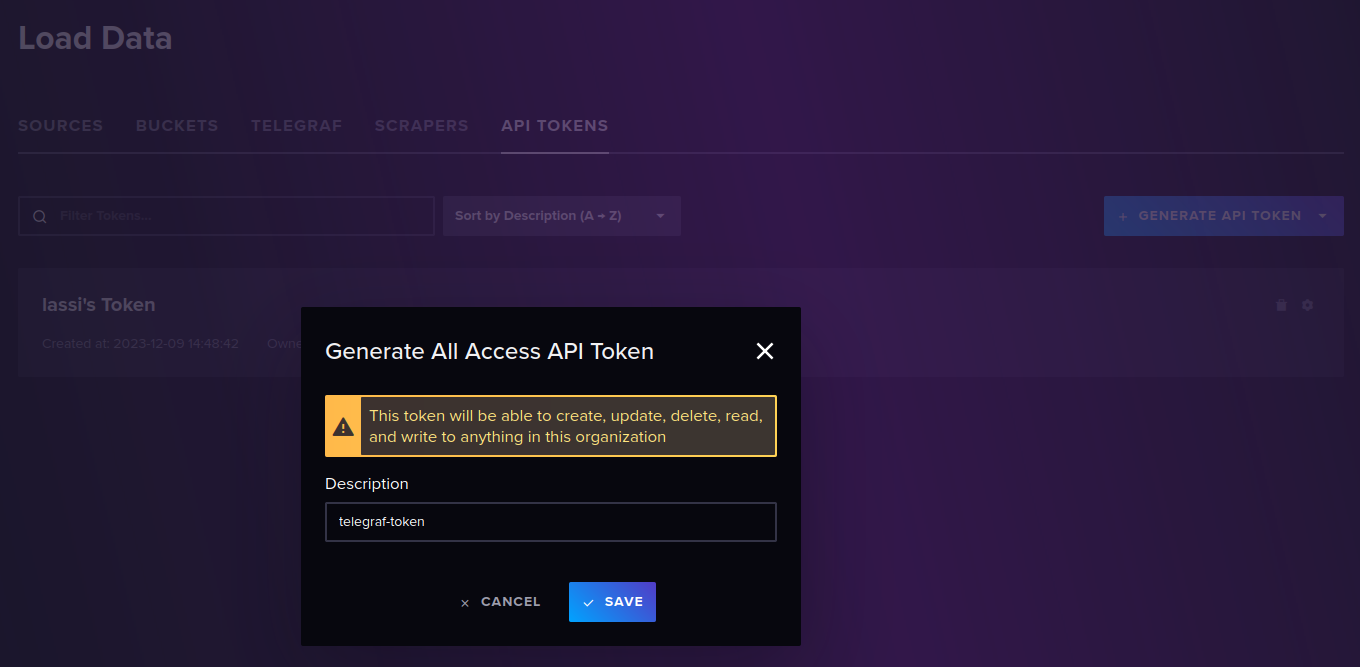 Load Data
SOURCES BUCKETS TELEGRAF SCRAPERS API TOKENS
Filter Tokens...
Sort by Description (A → Z)
+ GENERATE API TOKEN
lassi's Token
Created at: 2023-12-09 14:48:42 Owne
Generate All Access API Token
This token will be able to create, update, delete, read,
and write to anything in this organization
Description
telegraf-token
CANCEL
SAVE